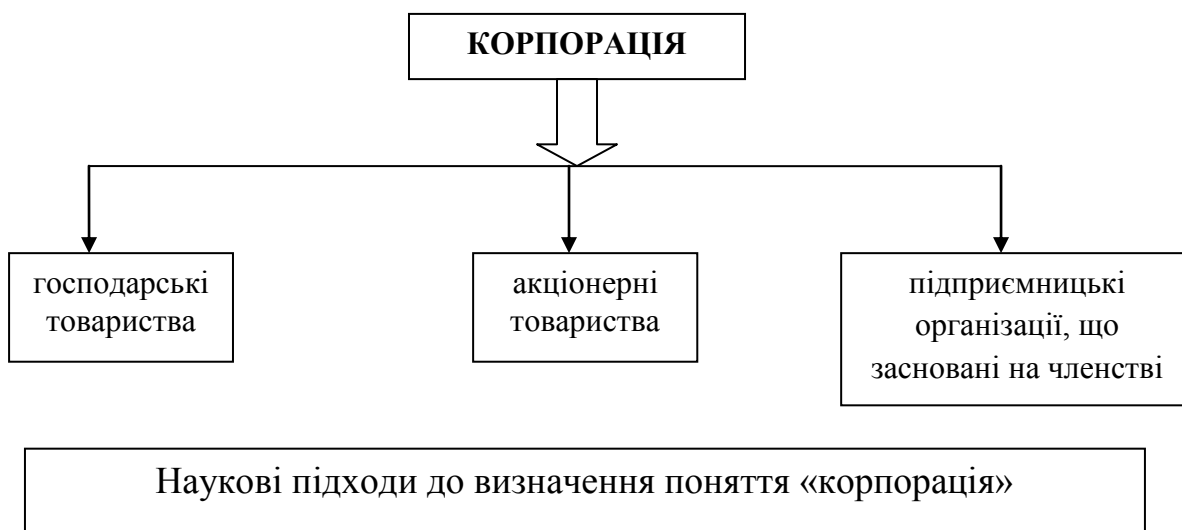 КОРПОРАЦІЯ
господарські
товариства
акціонерні
товариства
підприємницькі
організації, що
засновані на членстві
Наукові підходи до визначення поняття «корпорація»